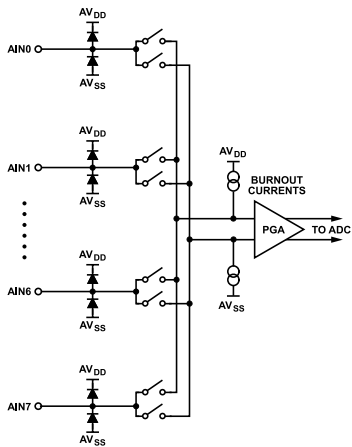 AVDD
AIN0
AVSS
AVDD
AIN1
AVSS
AVDD
BURNOUT
CURRENTS
PGA
TO ADC
AVSS
AVDD
AIN6
AVSS
AVDD
AIN7
AVSS